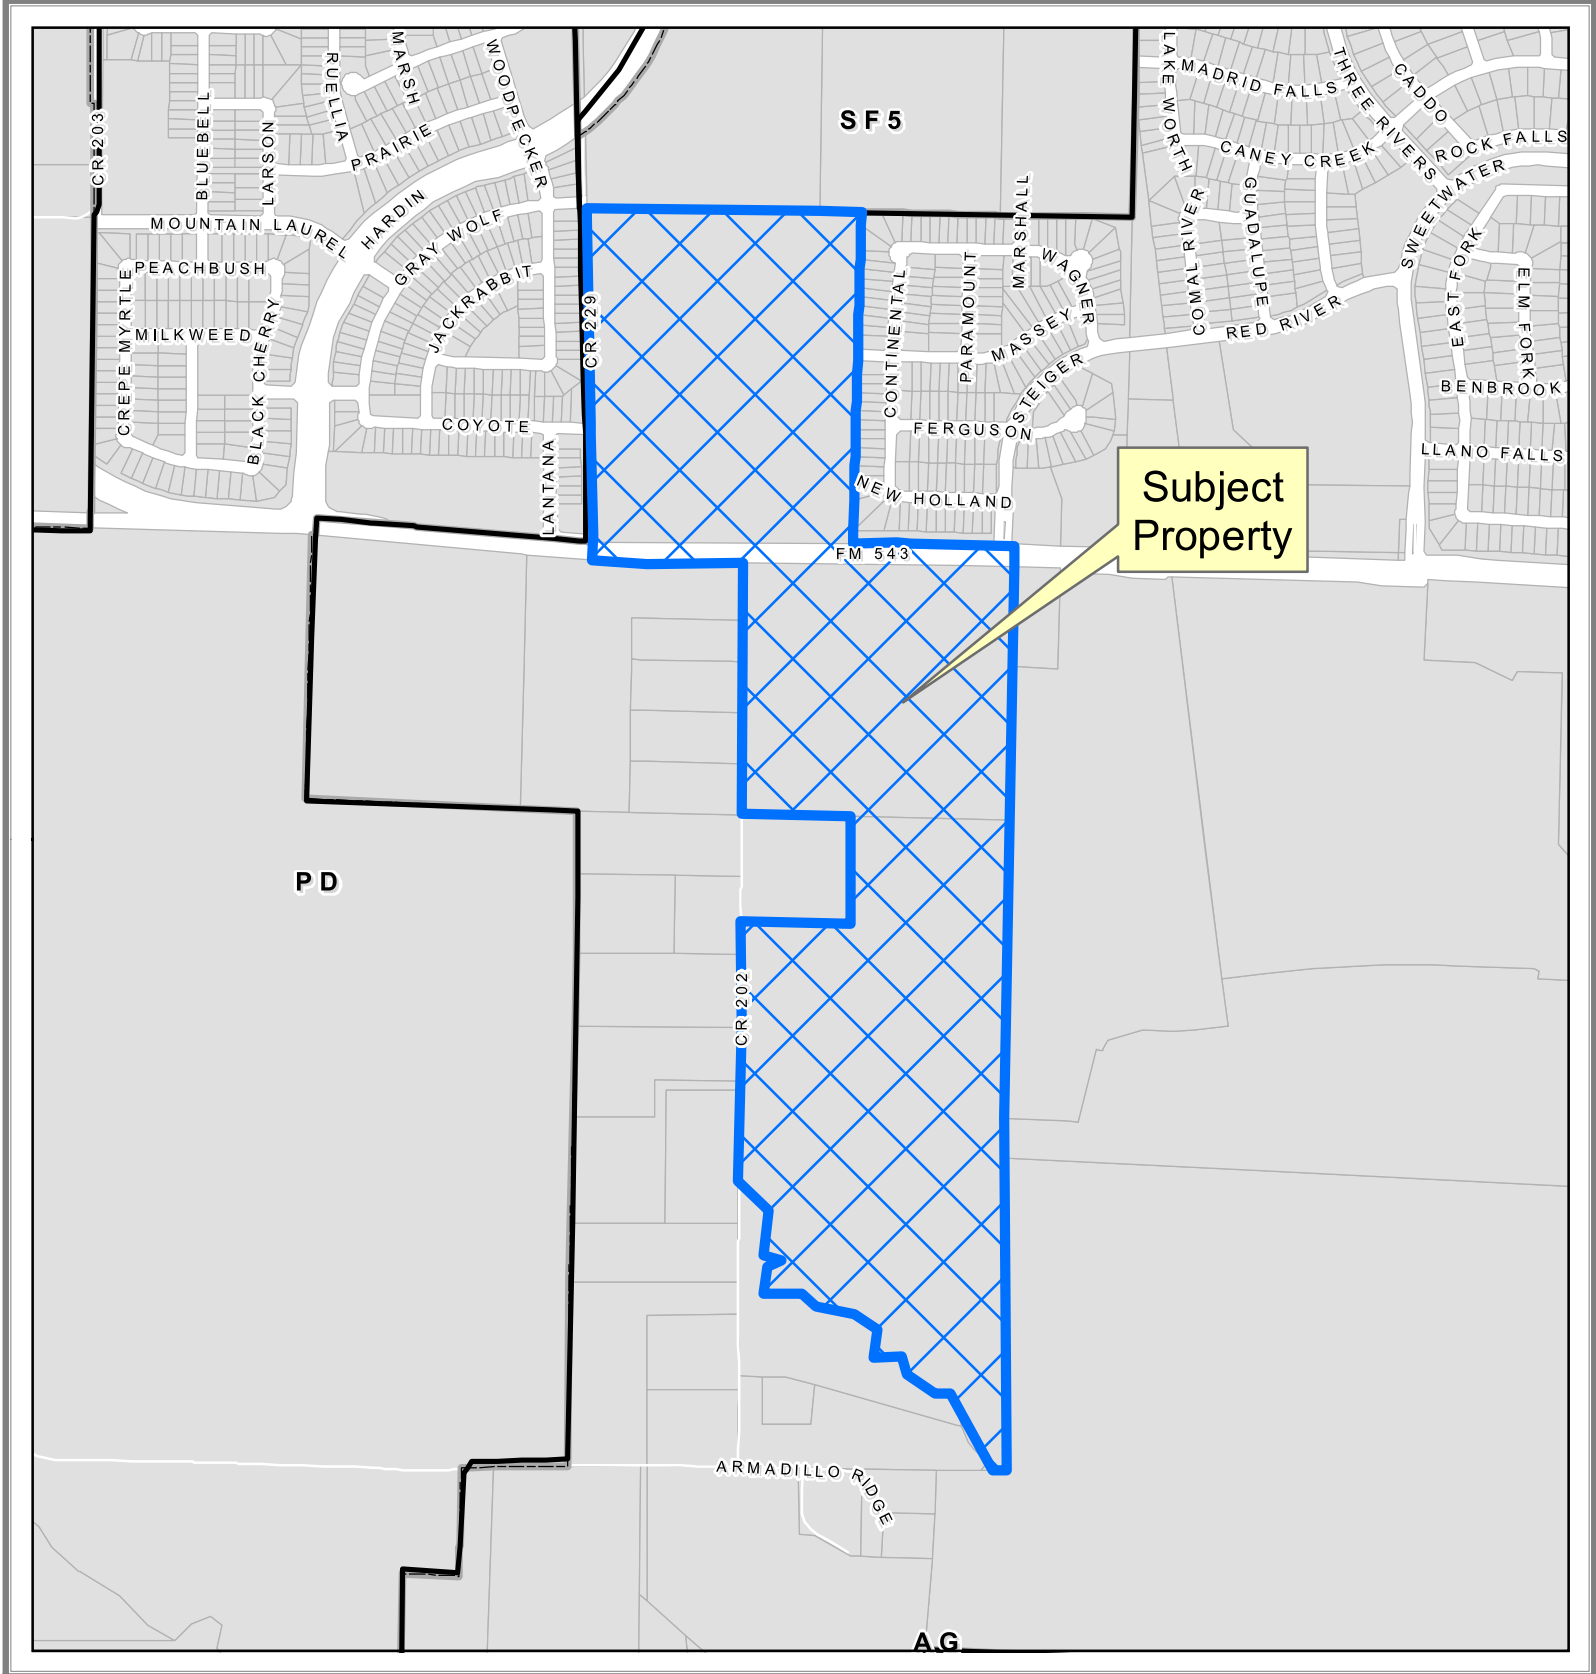 CR 203
BLUEBELL
LARSON
RUELLIA
MARSH
WOODPECKER
PRAIRIE
HARDIN
MOUNTAIN LAUREL
GRAY WOLF
PEACHBUSH
JACKRABBIT
CREPE MYRTLE
MILKWEED
BLACK CHERRY
COYOTE
LANTANA
CR 229
SF5
MARSHALL
CONTINENTAL
PARAMOUNT
WAGNER
MASSEY
STEIGER
FERGUSON
NEW HOLLAND
LAKE WORTH
MADRID FALLS
THREE RIVERS
CADDO
CANEY CREEK
ROCK FALLS
SWEETWATER
COMAL RIVER
GUADALUPE
RED RIVER
EAST FORK
ELM FORK
BENBROOK
LLANO FALLS
Subject
Property
FM 543
PD
CR 202
ARMADILLO RIDGE
AG